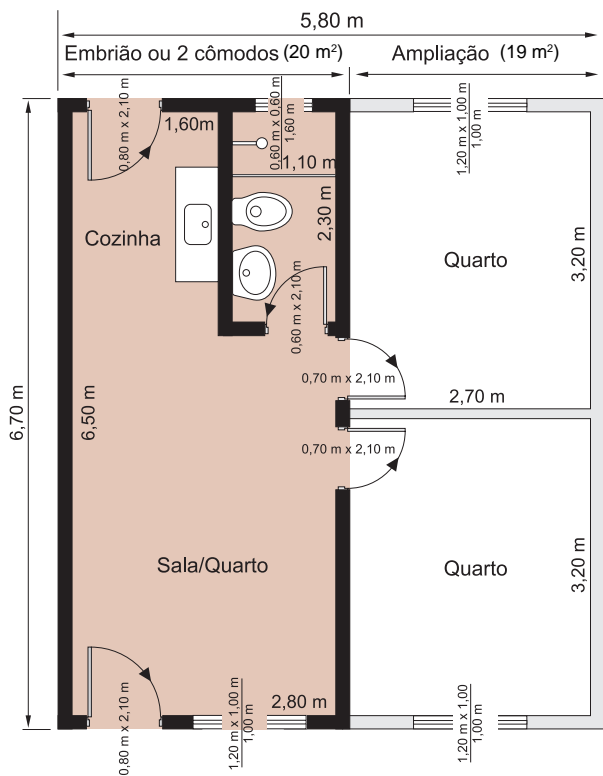 5,80 m
Embrião ou 2 cômodos (20 m²)
Ampliação (19 m²)
0,80 m x 2,10 m
1,60m
0,60 m x 0,60 m
1,60 m
1,20 m x 1,00 m
1,00 m
1,10 m
2,30 m
Cozinha
Quarto
3,20 m
0,60 m x 2,10 m
0,70 m x 2,10 m
2,70 m
6,70 m
6,50 m
0,70 m x 2,10 m
Sala/Quarto
Quarto
3,20 m
2,80 m
0,80 m x 2,10 m
1,20 m x 1,00 m
1,00 m
1,20 m x 1,00
1,00 m